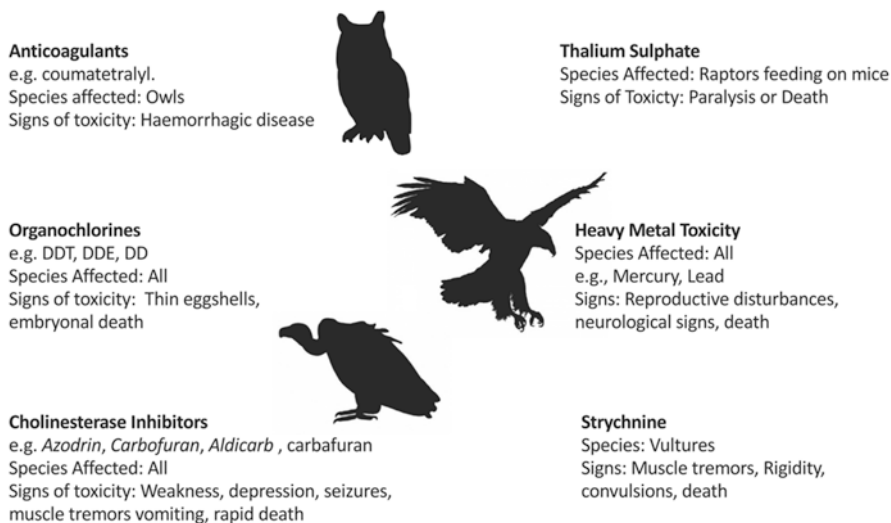 Anticoagulants
e.g. coumatetralyl.
Species affected: Owls
Signs of toxicity: Haemorrhagic disease
Thalium Sulphate
Species Affected: Raptors feeding on mice
Signs of Toxicty: Paralysis or Death
Organochlorines
e.g. DDT, DDE, DD
Species Affected: All
Signs of toxicity: Thin eggshells,
embryonal death
Heavy Metal Toxicity
Species Affected: All
e.g., Mercury, Lead
Signs: Reproductive disturbances,
neurological signs, death
Cholinesterase Inhibitors
e.g. Azodrin, Carbofuran, Aldicarb , carbafuran
Species Affected: All
Signs of toxicity: Weakness, depression, seizures,
muscle tremors vomiting, rapid death
Strychnine
Species: Vultures
Signs: Muscle tremors, Rigidity,
convulsions, death